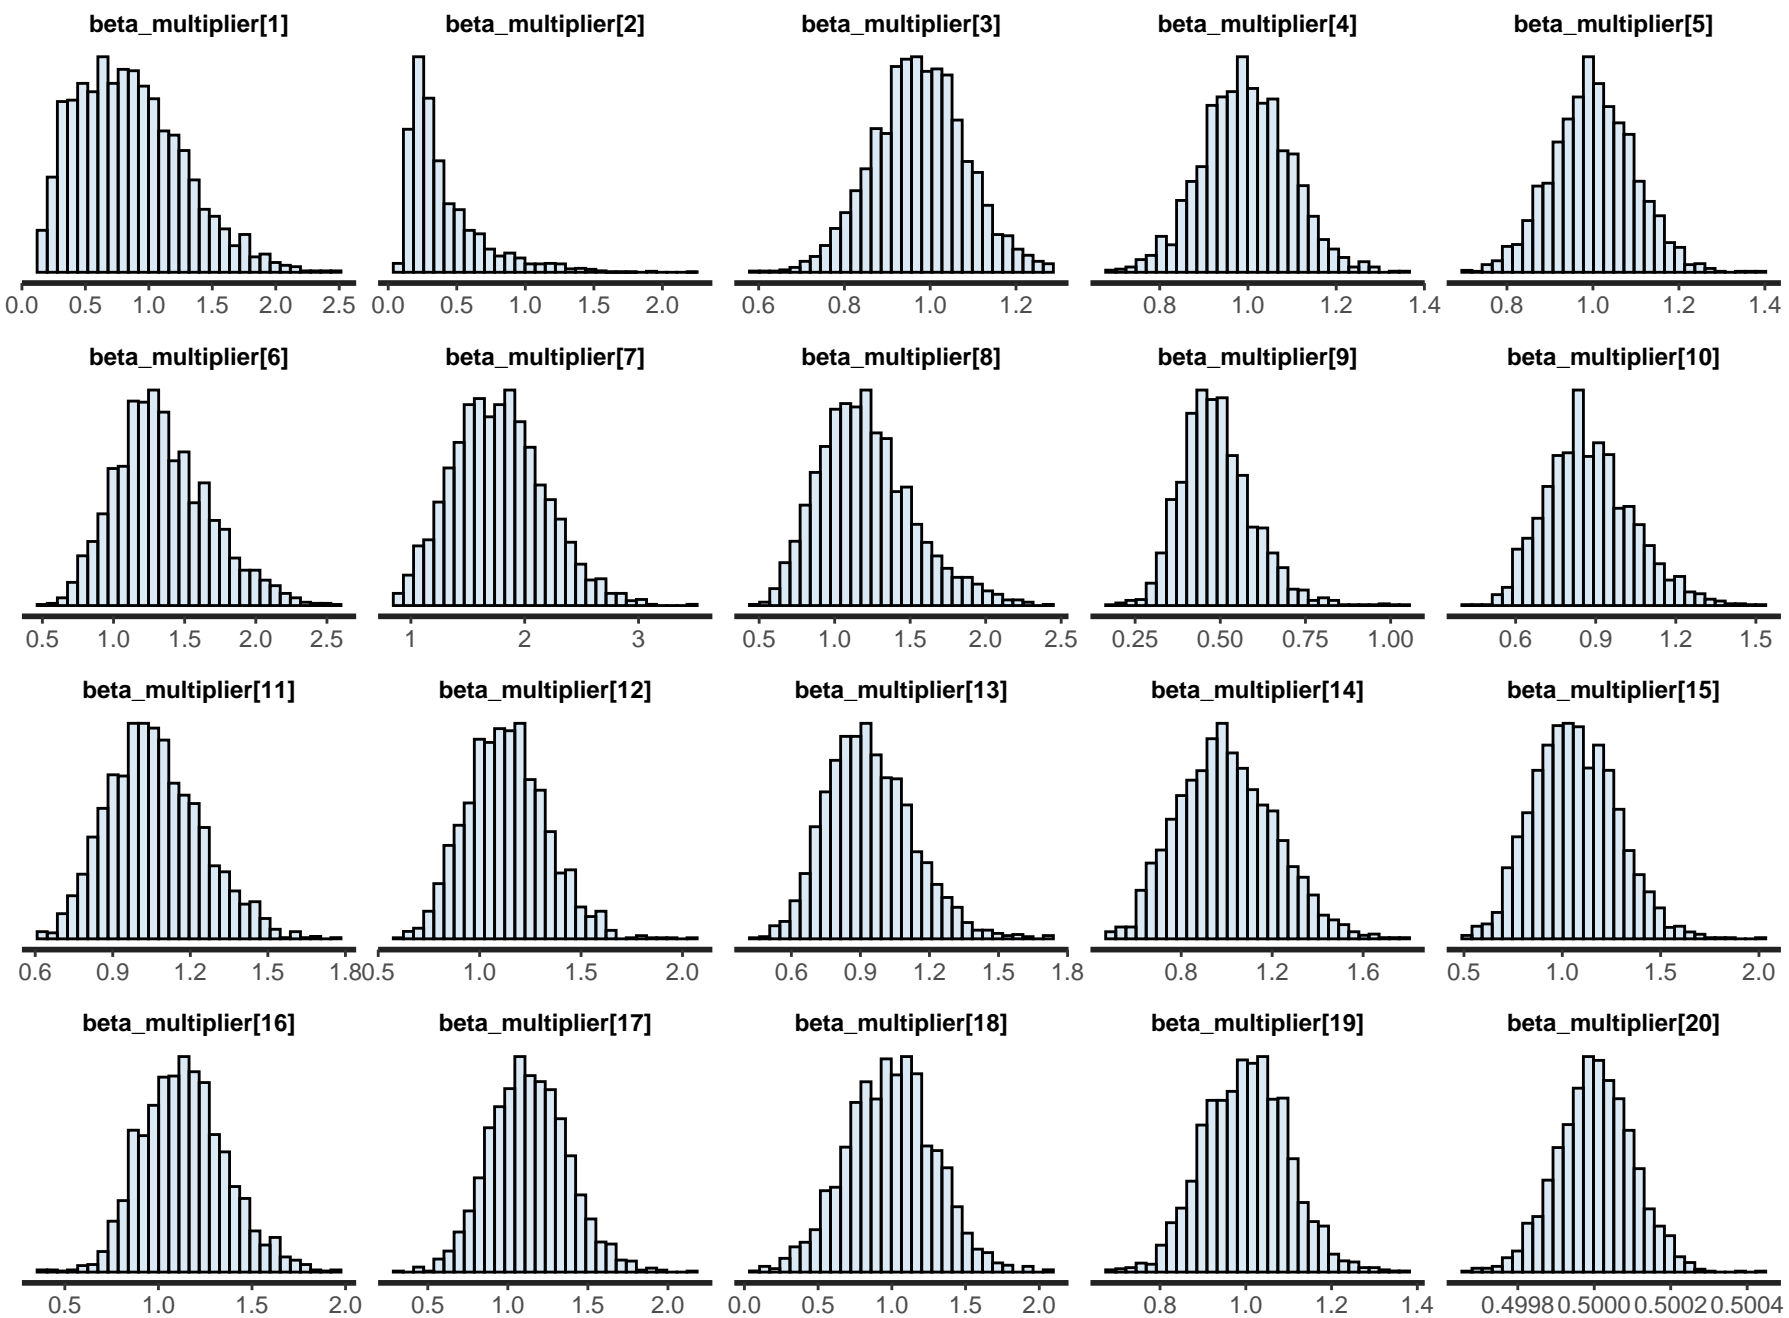 beta_multiplier[1] beta_multiplier[2] beta_multiplier[3] beta_multiplier[4] beta_multiplier[5]
0.0 0.5 1.0 1.5 2.0 2.5 0.0 0.5 1.0 1.5 2.0 0.6 0.8 1.0 1.2 0.8 1.0 1.2 1.4 0.8 1.0 1.2 1.4
beta_multiplier[6] beta_multiplier[7] beta_multiplier[8] beta_multiplier[9] beta_multiplier[10]
0.5 1.0 1.5 2.0 2.5 1 2 3 0.5 1.0 1.5 2.0 2.5 0.25 0.50 0.75 1.00 0.6 0.9 1.2 1.5
beta_multiplier[11] beta_multiplier[12] beta_multiplier[13] beta_multiplier[14] beta_multiplier[15]
0.6 0.9 1.2 1.5 1.8 0.5 1.0 1.5 2.0 0.6 0.9 1.2 1.5 1.8 0.8 1.2 1.6 0.5 1.0 1.5 2.0
beta_multiplier[16] beta_multiplier[17] beta_multiplier[18] beta_multiplier[19] beta_multiplier[20]
0.5 1.0 1.5 2.0 0.5 1.0 1.5 2.0 0.0 0.5 1.0 1.5 2.0 0.8 1.0 1.2 1.4 0.4998 0.5000 0.5002 0.5004